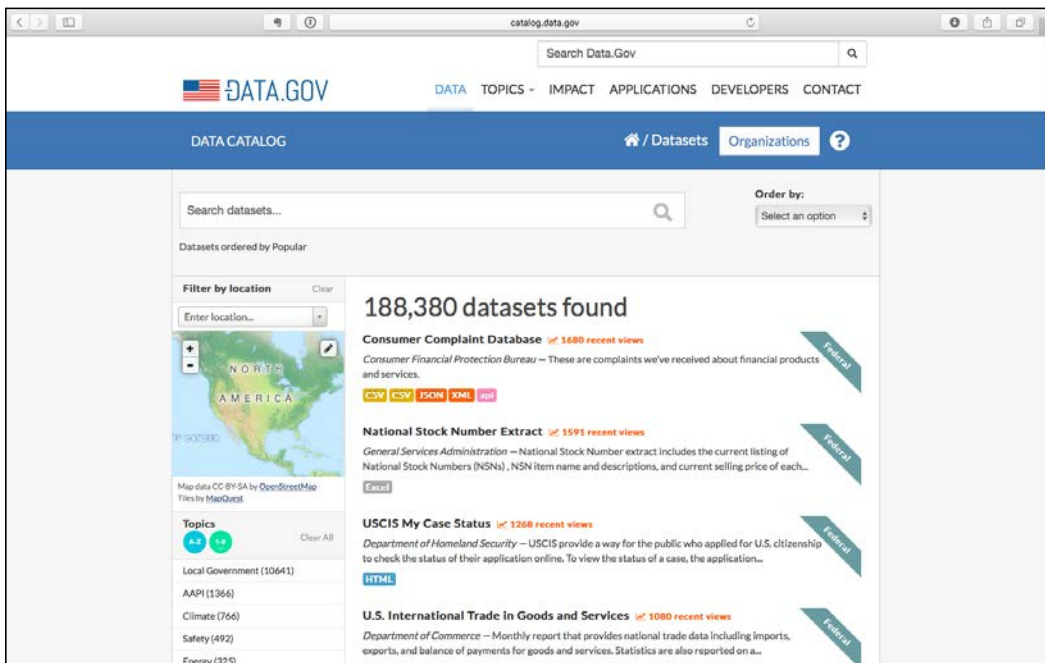 catalog.data.gov
Search Data.Gov
DATA.GOV
DATA TOPICS IMPACT APPLICATIONS DEVELOPERS CONTACT
DATA CATALOG
/ Datasets Organizations ?
Search datasets...
Order by:
Select an option
Datasets ordered by Popular
Filter by location Clear
Enter location...
+
-
NORTH
AMERICA
Map data CC-BY-SA by OpenStreetMap
Tiles by MapQuest
Topics
A-Z 1-9 Clear All
Local Government (10641)
AAPI (1366)
Climate (766)
Safety (492)
Energy (325)
188,380 datasets found
Consumer Complaint Database 1680 recent views
Federal
Consumer Financial Protection Bureau — These are complaints we've received about financial products
and services.
CSV CSV JSON XML api
National Stock Number Extract 1591 recent views
Federal
General Services Administration — National Stock Number extract includes the current listing of
National Stock Numbers (NSNs) , NSN item name and descriptions, and current selling price of each...
Excel
USCIS My Case Status 1268 recent views
Federal
Department of Homeland Security — USCIS provide a way for the public who applied for U.S. citizenship
to check the status of their application online. To view the status of a case, the application...
HTML
U.S. International Trade in Goods and Services 1080 recent views
Federal
Department of Commerce — Monthly report that provides national trade data including imports,
exports, and balance of payments for goods and services. Statistics are also reported on a...